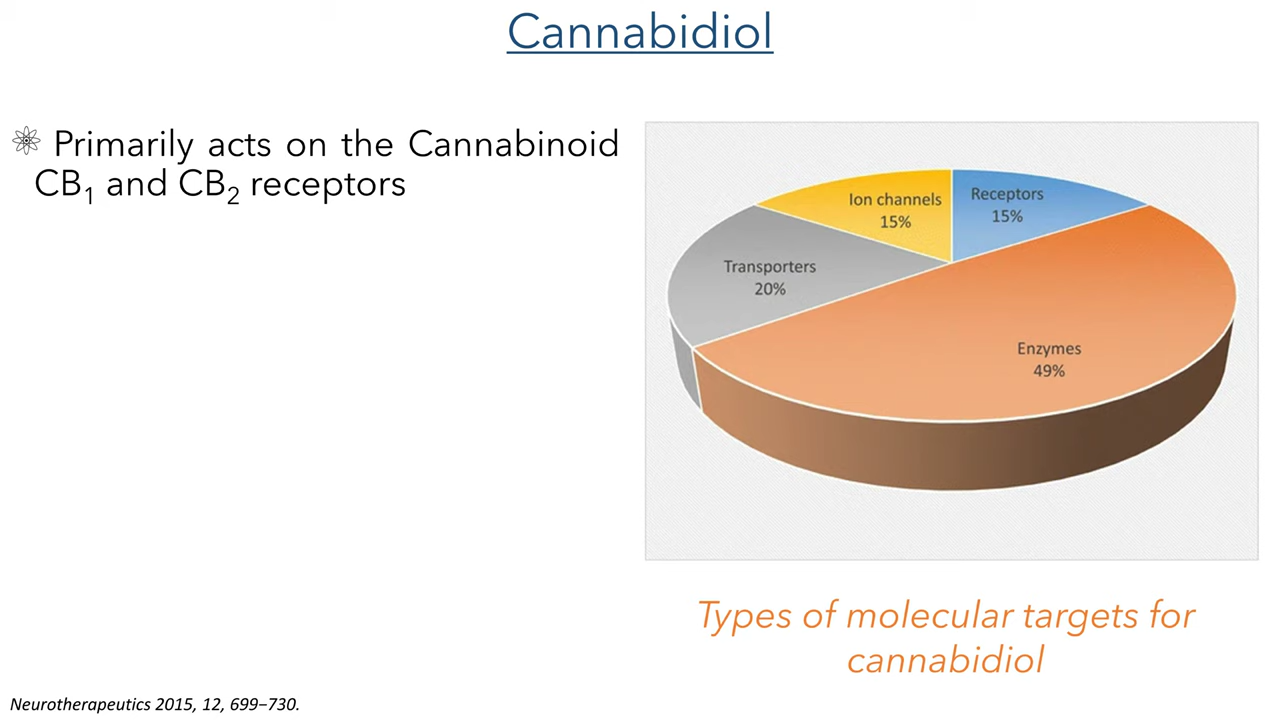 Cannabidiol
Primarily acts on the Cannabinoid
CB₁ and CB₂ receptors
Ion channels
15%
Receptors
15%
Transporters
20%
Enzymes
49%
Types of molecular targets for
cannabidiol
Neurotherapeutics 2015, 12, 699−730.